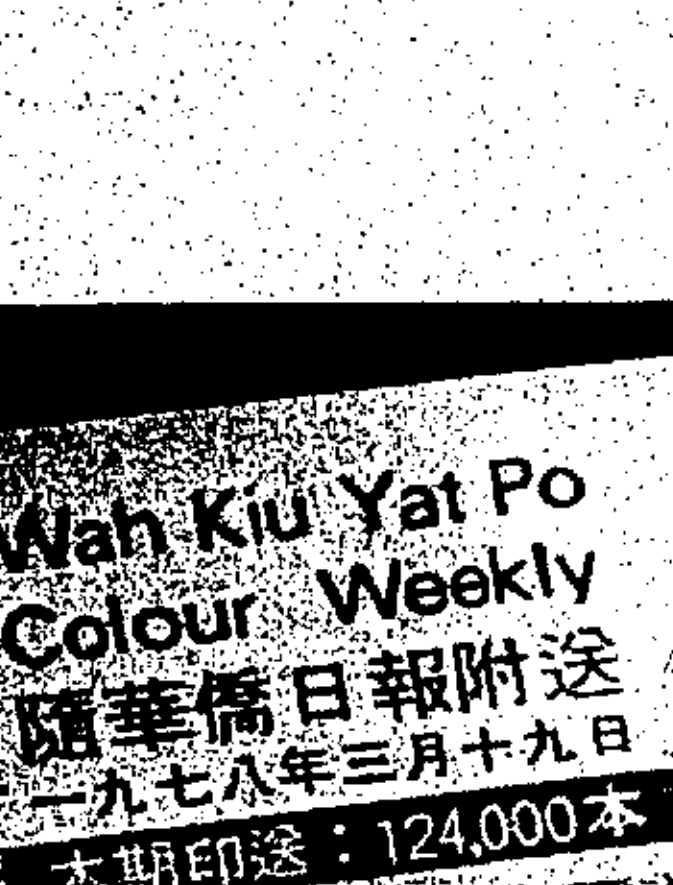 Wah Kiu Yat Po
Colour Weekly
隨華僑日報附送
一九七八年三月十九日
本期印送：124,000本